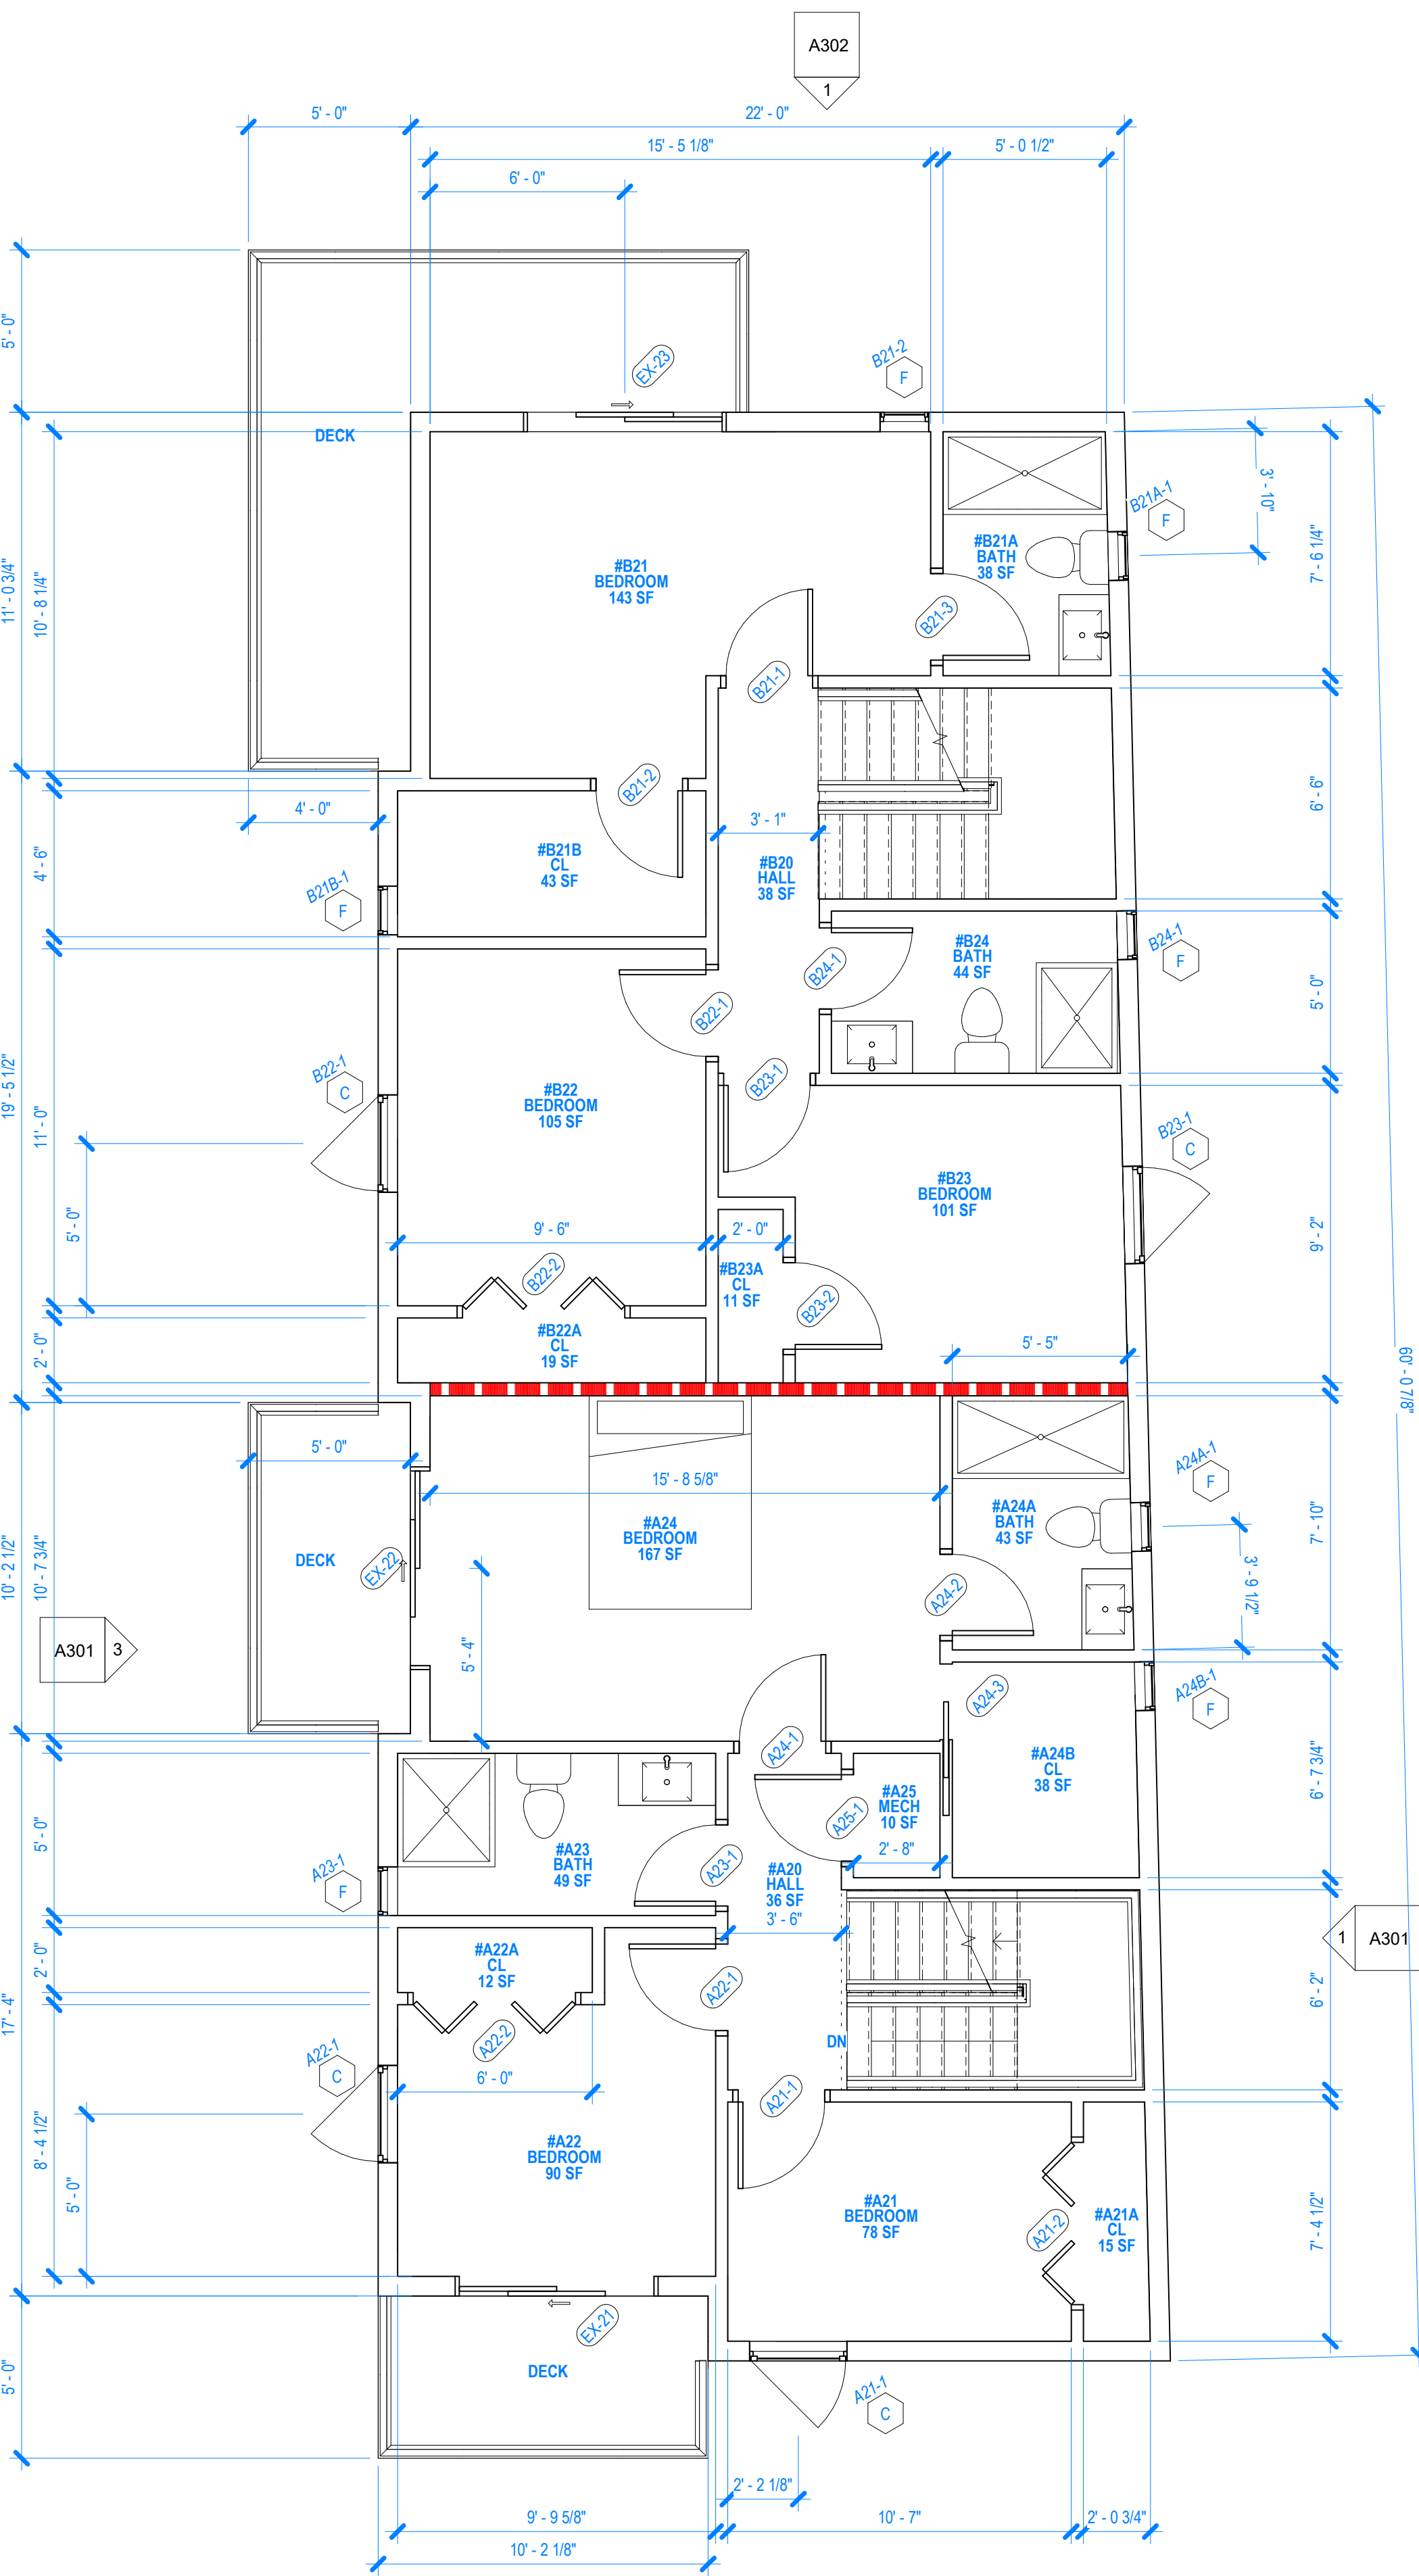 A302
1
5' - 0"
22' - 0"
15' - 5 1/8"
5' - 0 1/2"
6' - 0"
5' - 0"
EX-23
B21-2
F
DECK
3' - 10"
B21A-1
F
#B21A
BATH
38 SF
7' - 6 1/4"
#B21
BEDROOM
143 SF
11' - 0 3/4"
10' - 8 1/4"
B21-3
B21-1
B21-2
4' - 0"
3' - 1"
6' - 6"
4' - 6"
#B21B
CL
43 SF
#B20
HALL
38 SF
B21B-1
F
B24-1
#B24
BATH
44 SF
B24-1
F
5' - 0"
B22-1
B23-1
B22-1
C
19' - 5 1/2"
11' - 0"
#B22
BEDROOM
105 SF
B23-1
C
#B23
BEDROOM
101 SF
5' - 0"
9' - 6"
2' - 0"
9' - 2"
B22-2
#B23A
CL
11 SF
B23-2
2' - 0"
#B22A
CL
19 SF
5' - 5"
60' - 0 7/8"
5' - 0"
15' - 8 5/8"
A24A-1
F
#A24A
BATH
43 SF
#A24
BEDROOM
167 SF
7' - 10"
10' - 2 1/2"
10' - 7 3/4"
DECK
EX-22
3' - 9 1/2"
A24-2
A301
3
5' - 4"
A24-3
A24B-1
F
A24-1
#A24B
CL
38 SF
6' - 7 3/4"
#A25
MECH
10 SF
A25-1
2' - 8"
5' - 0"
A23-1
F
#A23
BATH
49 SF
A23-1
#A20
HALL
36 SF
3' - 6"
1
A301
2' - 0"
#A22A
CL
12 SF
A22-1
6' - 2"
17' - 4"
A22-2
DN
A22-1
C
6' - 0"
A21-1
8' - 4 1/2"
5' - 0"
#A22
BEDROOM
90 SF
#A21
BEDROOM
78 SF
A21-2
#A21A
CL
15 SF
7' - 4 1/2"
EX-21
5' - 0"
DECK
A21-1
C
2' - 2 1/8"
9' - 9 5/8"
10' - 7"
2' - 0 3/4"
10' - 2 1/8"